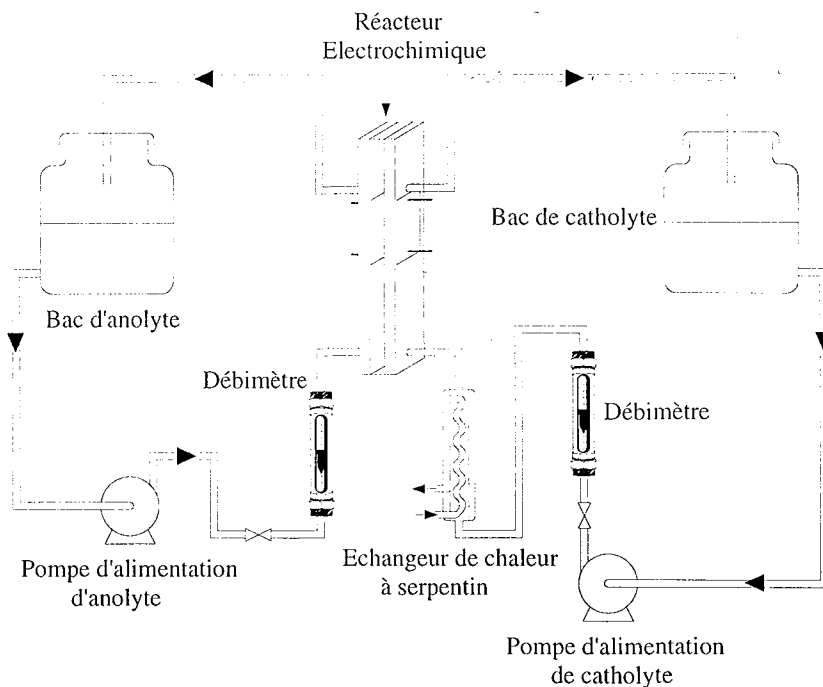 Réacteur
Electrochimique
Bac de catholyte
Bac d'anolyte
Débimètre
Débimètre
Echangeur de chaleur
à serpentin
Pompe d'alimentation
d'anolyte
Pompe d'alimentation
de catholyte